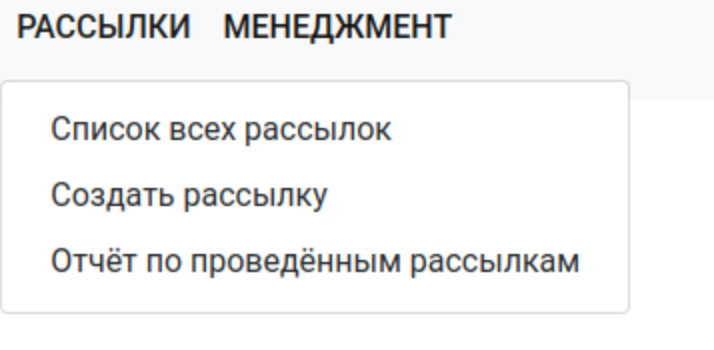 РАССЫЛКИ МЕНЕДЖМЕНТ
Список всех рассылок
Создать рассылку
Отчёт по проведённым рассылкам